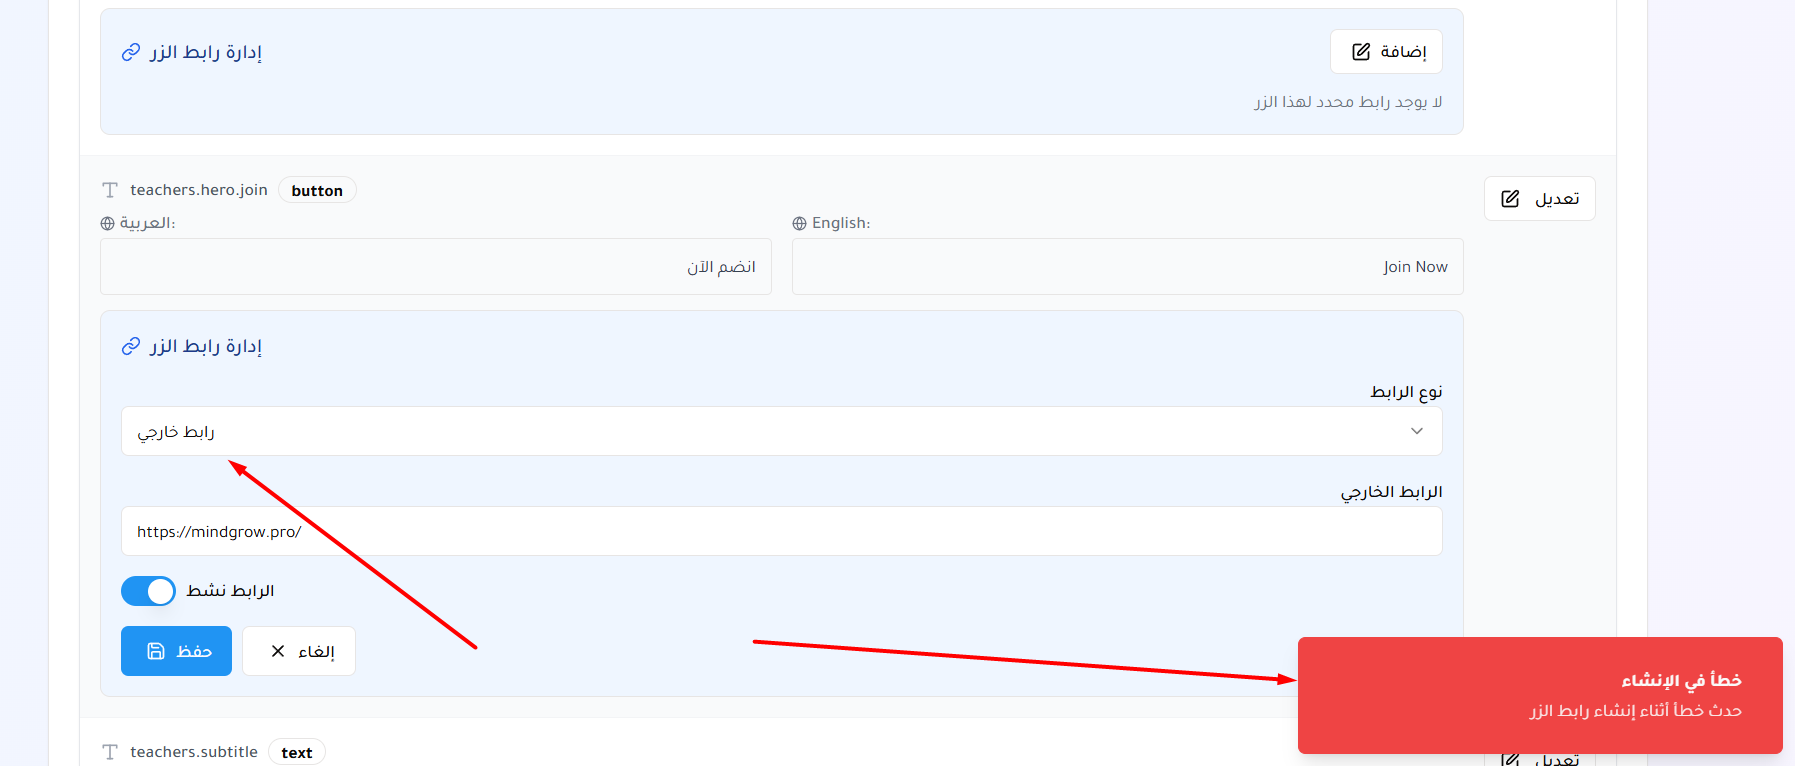 إدارة رابط الزر
إضافة
لا يوجد رابط محدد لهذا الزر
teachers.hero.join button
تعديل
العربية:
English:
انضم الآن
Join Now
إدارة رابط الزر
نوع الرابط
رابط خارجي
الرابط الخارجي
https://mindgrow.pro/
الرابط نشط
حفظ
إلغاء
خطأ في الإنشاء
حدث خطأ أثناء إنشاء رابط الزر
teachers.subtitle text
تعديل